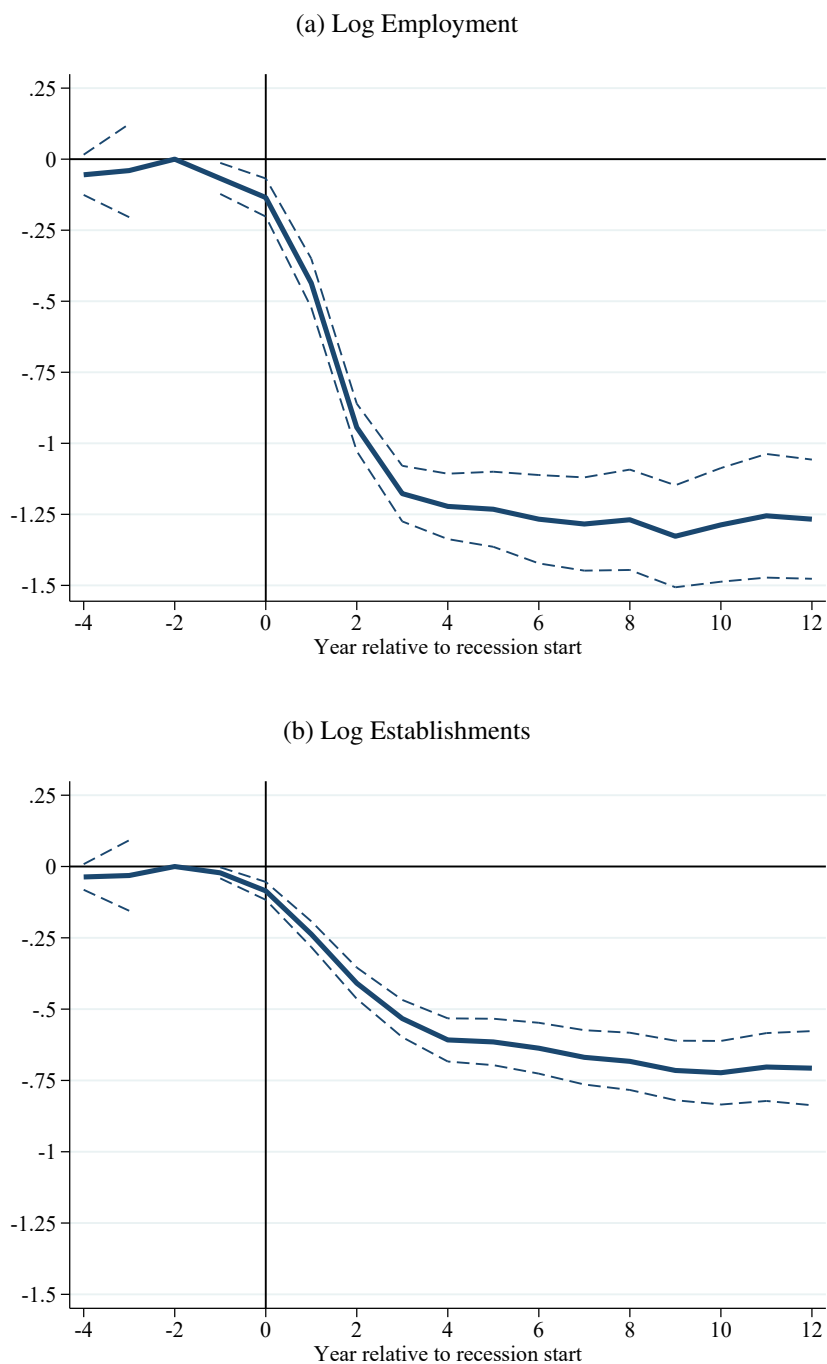 (a) Log Employment
.25
0
-.25
-.5
-.75
-1
-1.25
-1.5
-4 -2 0 2 4 6 8 10 12
Year relative to recession start
(b) Log Establishments
.25
0
-.25
-.5
-.75
-1
-1.25
-1.5
-4 -2 0 2 4 6 8 10 12
Year relative to recession start